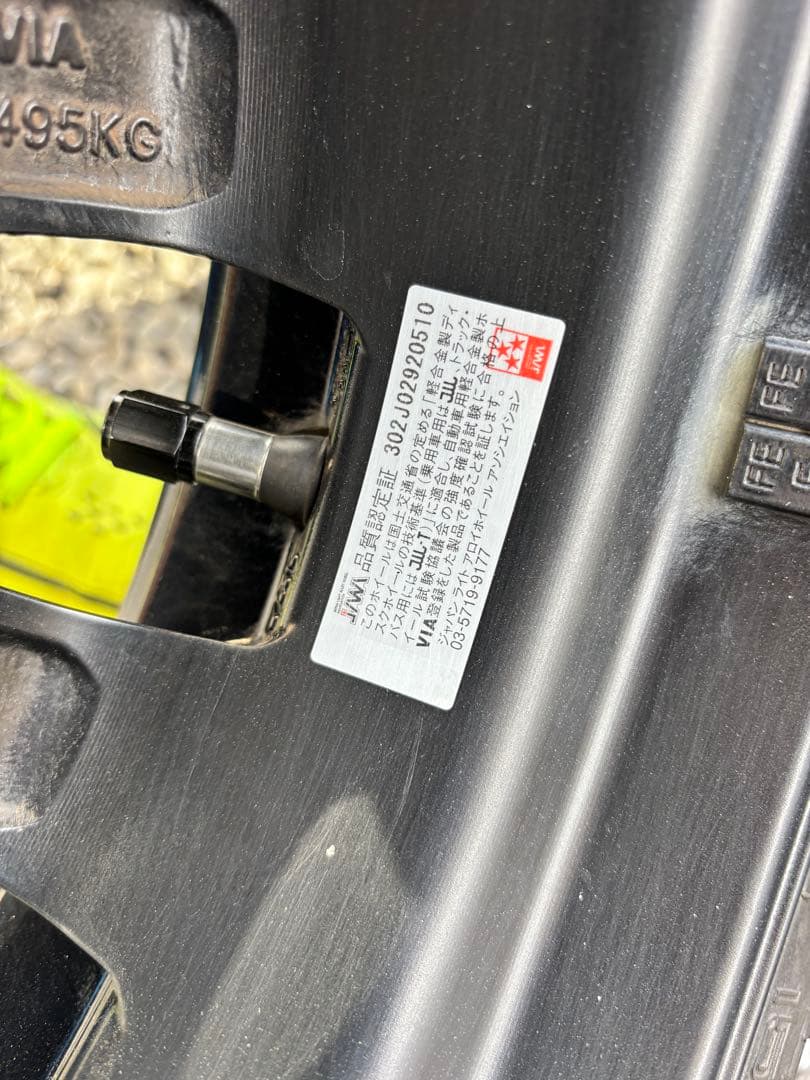 VIA
495KG
JAWA 品質認定証 302J02920510
このホイールは国土交通省の定める「軽合金製ディ
スクホイールの技術基準(乗用車用はJWL、トラック・
バス用にはJWL-T)」に適合し、自動車用軽合金製ホ
イール試験協議会の強度確認試験に合格の上
VIA登録をした製品であることを証します。
ジャパン ライト アロイホイール アソシエイション
03-5719-9177
JAWA
FE
FE